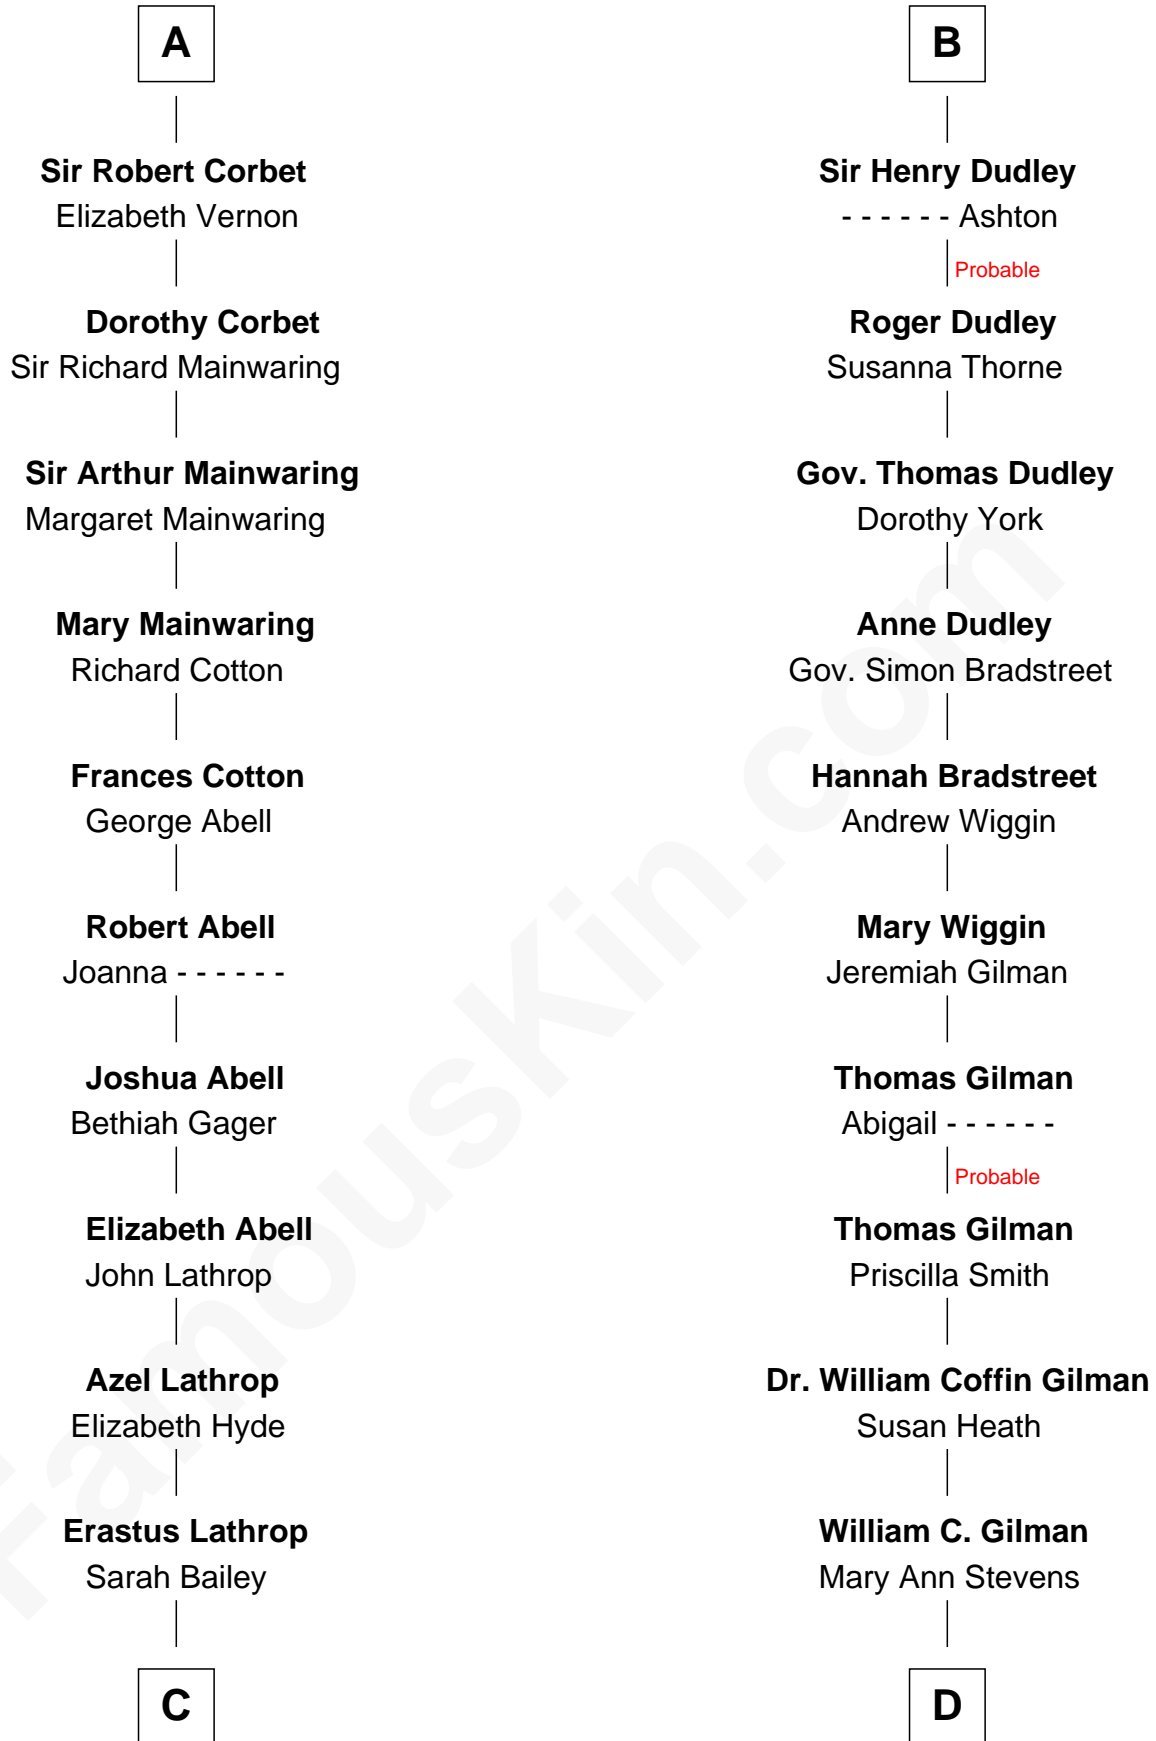 A
Sir Robert Corbet
Elizabeth Vernon
Dorothy Corbet
Sir Richard Mainwaring
Sir Arthur Mainwaring
Margaret Mainwaring
Mary Mainwaring
Richard Cotton
Frances Cotton
George Abell
Robert Abell
Joanna - - - - - -
Joshua Abell
Bethiah Gager
Elizabeth Abell
John Lathrop
Azel Lathrop
Elizabeth Hyde
Erastus Lathrop
Sarah Bailey
C
B
Sir Henry Dudley
- - - - - - Ashton
Probable
Roger Dudley
Susanna Thorne
Gov. Thomas Dudley
Dorothy York
Anne Dudley
Gov. Simon Bradstreet
Hannah Bradstreet
Andrew Wiggin
Mary Wiggin
Jeremiah Gilman
Thomas Gilman
Abigail - - - - - -
Probable
Thomas Gilman
Priscilla Smith
Dr. William Coffin Gilman
Susan Heath
William C. Gilman
Mary Ann Stevens
D
FamousKin.com